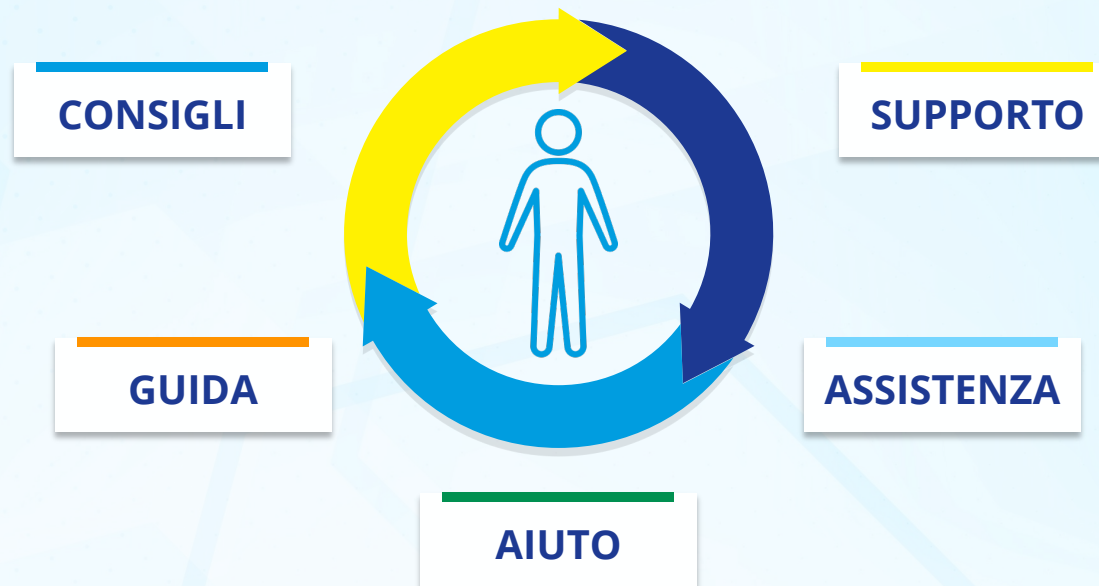 CONSIGLI
SUPPORTO
GUIDA
ASSISTENZA
AIUTO